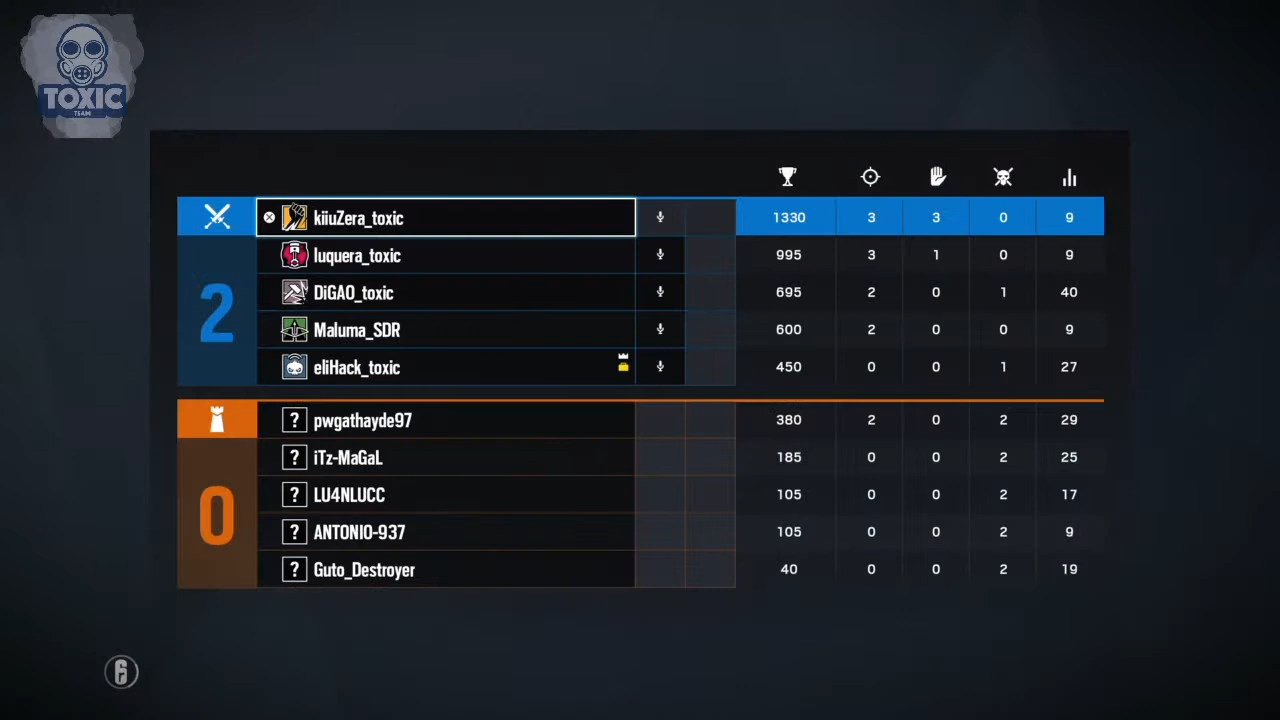 TOXIC
TEAM
kiiuZera_toxic 1330 3 3 0 9
luquera_toxic 995 3 1 0 9
DiGAO_toxic 695 2 0 1 40
2
Maluma_SDR 600 2 0 0 9
eliHack_toxic 450 0 0 1 27
? pwgathayde97 380 2 0 2 29
? iTz-MaGaL 185 0 0 2 25
? LU4NLUCC 105 0 0 2 17
0
? ANTONIO-937 105 0 0 2 9
? Guto_Destroyer 40 0 0 2 19
6